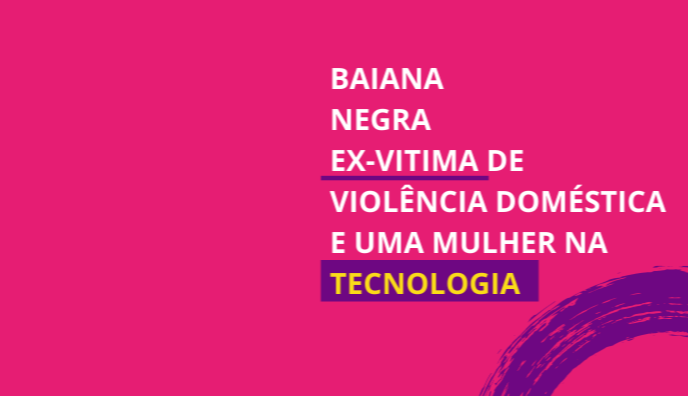 BAIANA
NEGRA
EX-VITIMA DE
VIOLÊNCIA DOMÉSTICA
E UMA MULHER NA
TECNOLOGIA